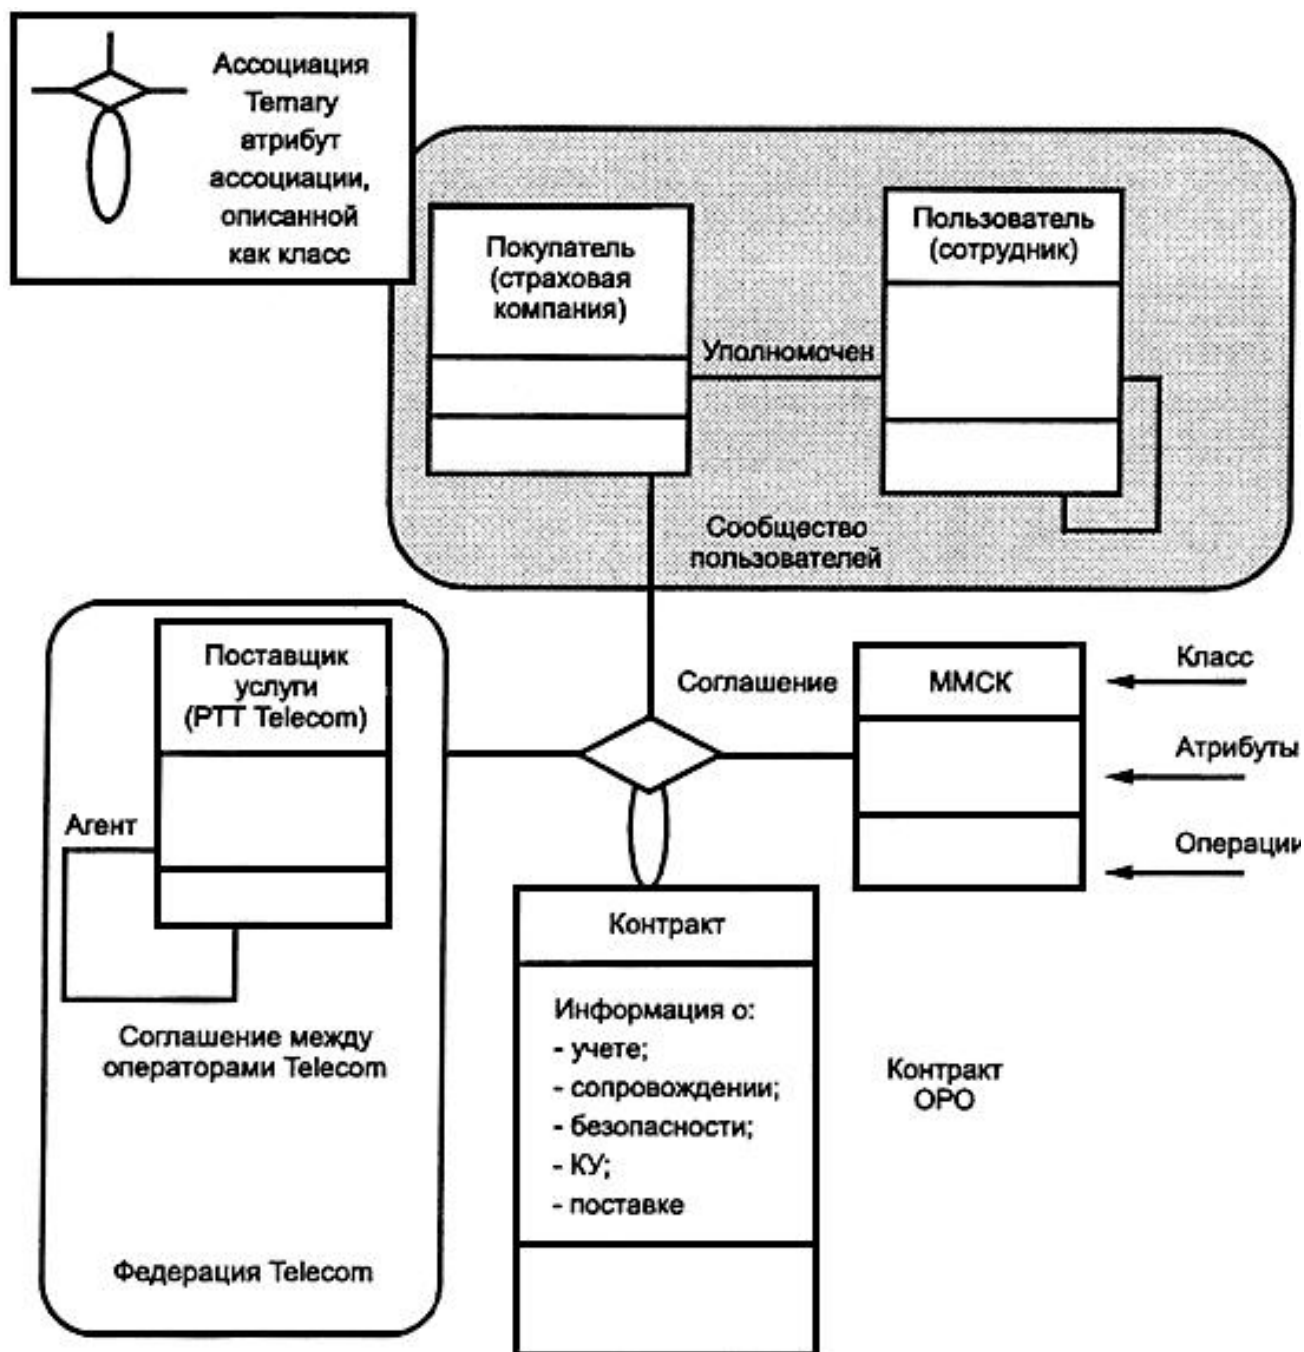 Ассоциация
Ternary
атрибут
ассоциации,
описанной
как класс
Покупатель
(страховая
компания)
Пользователь
(сотрудник)
Уполномочен
Сообщество
пользователей
Поставщик
услуги
(PTT Telecom)
Агент
Соглашение между
операторами Telecom
Федерация Telecom
Соглашение
ММСК
Класс
Атрибуты
Операции
Контракт
Информация о:
- учете;
- сопровождении;
- безопасности;
- КУ;
- поставке
Контракт
ОРО